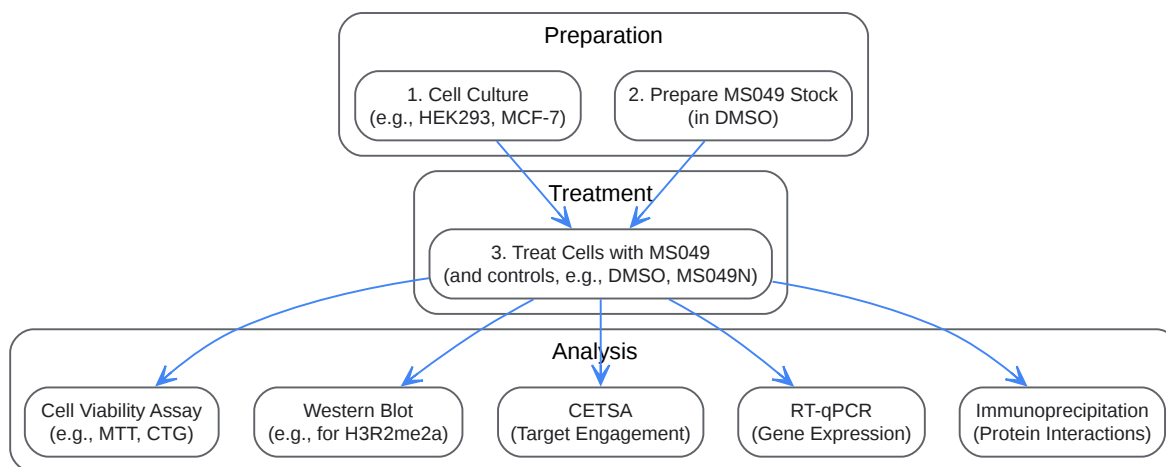 Preparation
1. Cell Culture
(e.g., HEK293, MCF-7)
2. Prepare MS049 Stock
(in DMSO)
Treatment
3. Treat Cells with MS049
(and controls, e.g., DMSO, MS049N)
Analysis
Cell Viability Assay
(e.g., MTT, CTG)
Western Blot
(e.g., for H3R2me2a)
CETSA
(Target Engagement)
RT-qPCR
(Gene Expression)
Immunoprecipitation
(Protein Interactions)